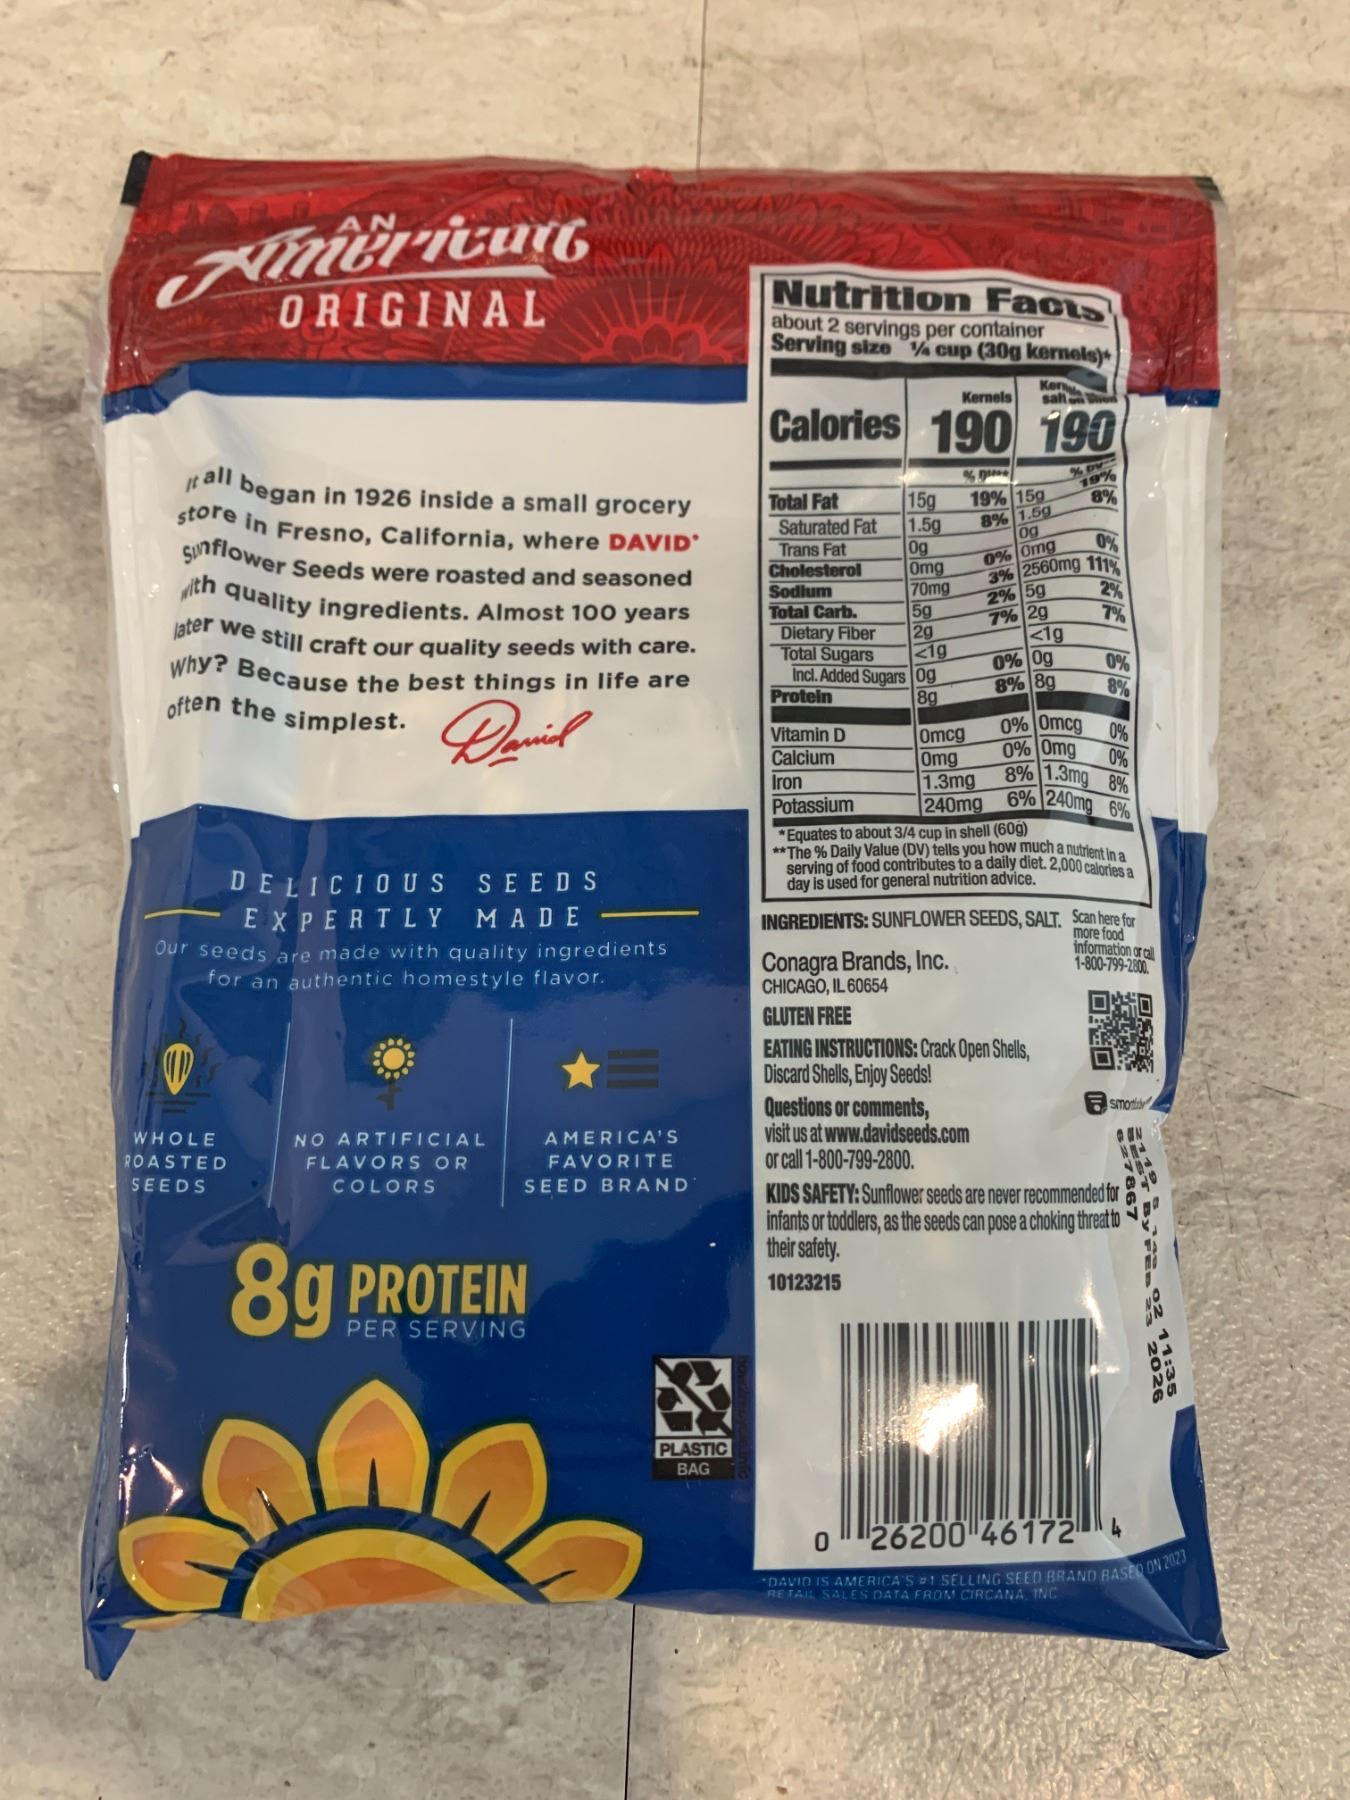 AN
American
ORIGINAL
It all began in 1926 inside a small grocery
store in Fresno, California, where DAVID
Sunflower Seeds were roasted and seasoned
with quality ingredients. Almost 100 years
later we still craft our quality seeds with care.
Why? Because the best things in life are
often the simplest.
David
DELICIOUS SEEDS
EXPERTLY MADE
Our seeds are made with quality ingredients
for an authentic homestyle flavor.
WHOLE
ROASTED
SEEDS
NO ARTIFICIAL
FLAVORS OR
COLORS
AMERICA'S
FAVORITE
SEED BRAND
8g PROTEIN
PER SERVING
PLASTIC
BAG
Nutrition Facts
about 2 servings per container
Serving size ¼ cup (30g kernels)*
Kernels
salt on
Calories 190 190
% DV** % DV**
Total Fat 15g 19% 15g 19%
Saturated Fat 1.5g 8% 1.5g 8%
Trans Fat 0g 0g
Cholesterol 0mg 0% 0mg 0%
Sodium 70mg 3% 2560mg 111%
Total Carb. 5g 2% 5g 2%
Dietary Fiber 2g 7% 2g 7%
Total Sugars <1g <1g
Incl. Added Sugars 0g 0% 0g 0%
Protein 8g 8% 8g 8%
Vitamin D 0mcg 0% 0mcg 0%
Calcium 0mg 0% 0mg 0%
Iron 1.3mg 8% 1.3mg 8%
Potassium 240mg 6% 240mg 6%
*Equates to about 3/4 cup in shell (60g)
**The % Daily Value (DV) tells you how much a nutrient in a
serving of food contributes to a daily diet. 2,000 calories a
day is used for general nutrition advice.
INGREDIENTS: SUNFLOWER SEEDS, SALT.
Scan here for
more food
information or call
1-800-799-2800.
Conagra Brands, Inc.
CHICAGO, IL 60654
GLUTEN FREE
EATING INSTRUCTIONS: Crack Open Shells,
Discard Shells, Enjoy Seeds!
smartlabel
Questions or comments,
visit us at www.davidseeds.com
or call 1-800-799-2800.
KIDS SAFETY: Sunflower seeds are never recommended for
infants or toddlers, as the seeds can pose a choking threat to
their safety.
10123215
02 11:35
BEST By FEB 23 2026
627867
0 26200 46172 4
*DAVID IS AMERICA'S #1 SELLING SEED BRAND BASED ON 2023
RETAIL SALES DATA FROM CIRCANA, INC